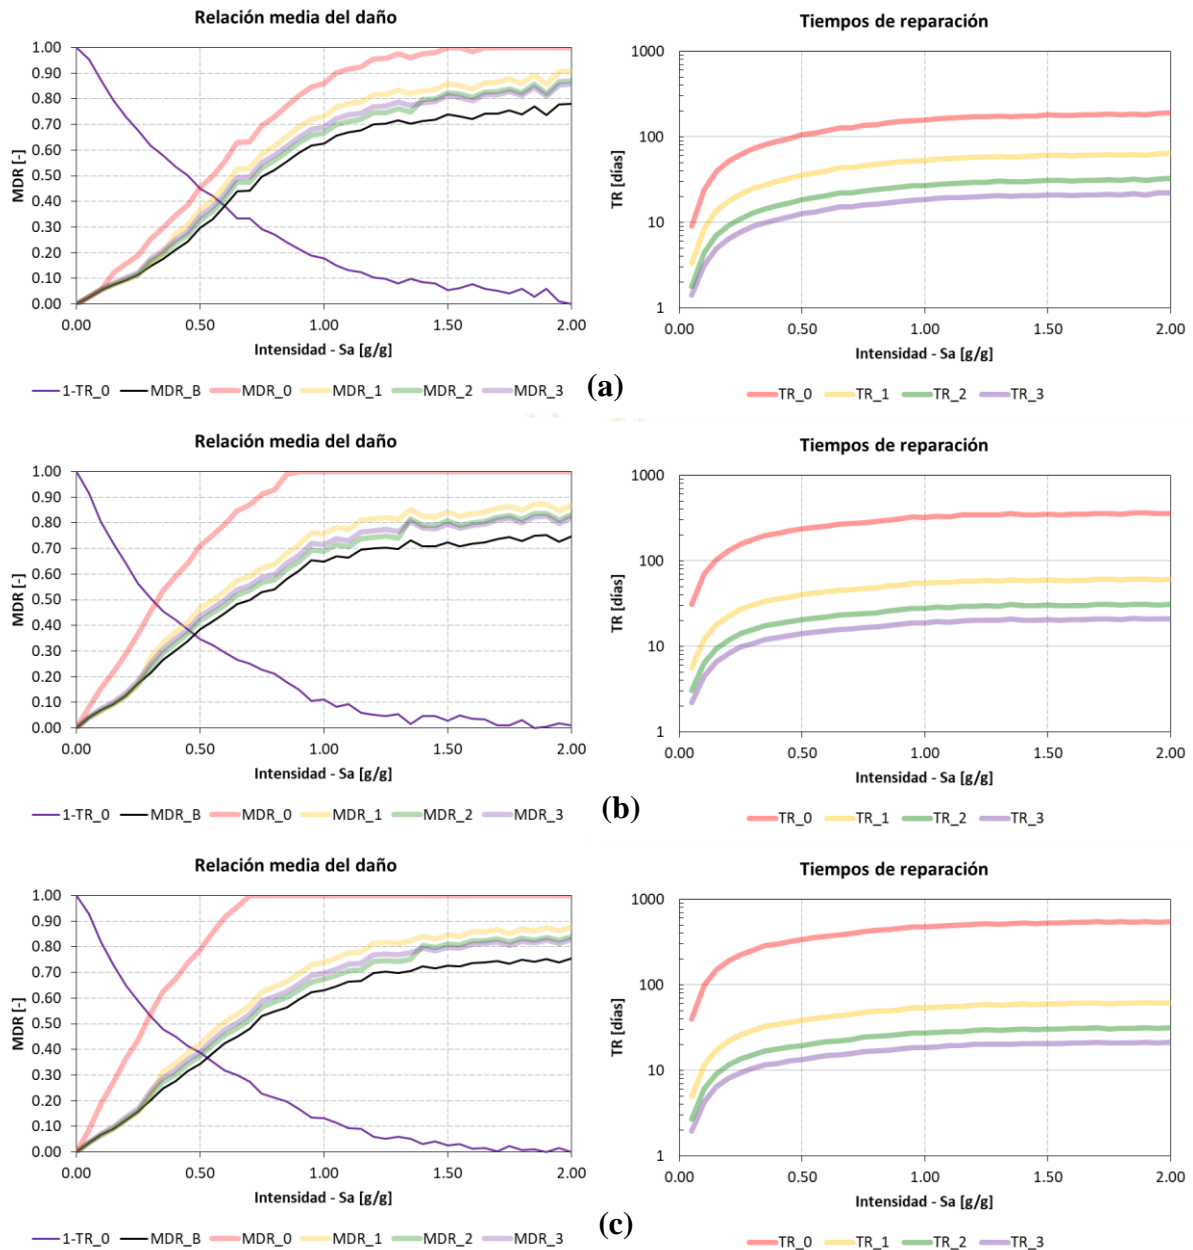 Relación media del daño
MDR [-]
1.00
0.90
0.80
0.70
0.60
0.50
0.40
0.30
0.20
0.10
0.00
0.00 0.50 1.00 1.50 2.00
Intensidad - Sa [g/g]
1-TR_0 MDR_B MDR_0 MDR_1 MDR_2 MDR_3
Tiempos de reparación
TR [días]
1000
100
10
1
0.00 0.50 1.00 1.50 2.00
Intensidad - Sa [g/g]
TR_0 TR_1 TR_2 TR_3
(a)
Relación media del daño
MDR [-]
1.00
0.90
0.80
0.70
0.60
0.50
0.40
0.30
0.20
0.10
0.00
0.00 0.50 1.00 1.50 2.00
Intensidad - Sa [g/g]
1-TR_0 MDR_B MDR_0 MDR_1 MDR_2 MDR_3
Tiempos de reparación
TR [días]
1000
100
10
1
0.00 0.50 1.00 1.50 2.00
Intensidad - Sa [g/g]
TR_0 TR_1 TR_2 TR_3
(b)
Relación media del daño
MDR [-]
1.00
0.90
0.80
0.70
0.60
0.50
0.40
0.30
0.20
0.10
0.00
0.00 0.50 1.00 1.50 2.00
Intensidad - Sa [g/g]
1-TR_0 MDR_B MDR_0 MDR_1 MDR_2 MDR_3
Tiempos de reparación
TR [días]
1000
100
10
1
0.00 0.50 1.00 1.50 2.00
Intensidad - Sa [g/g]
TR_0 TR_1 TR_2 TR_3
(c)